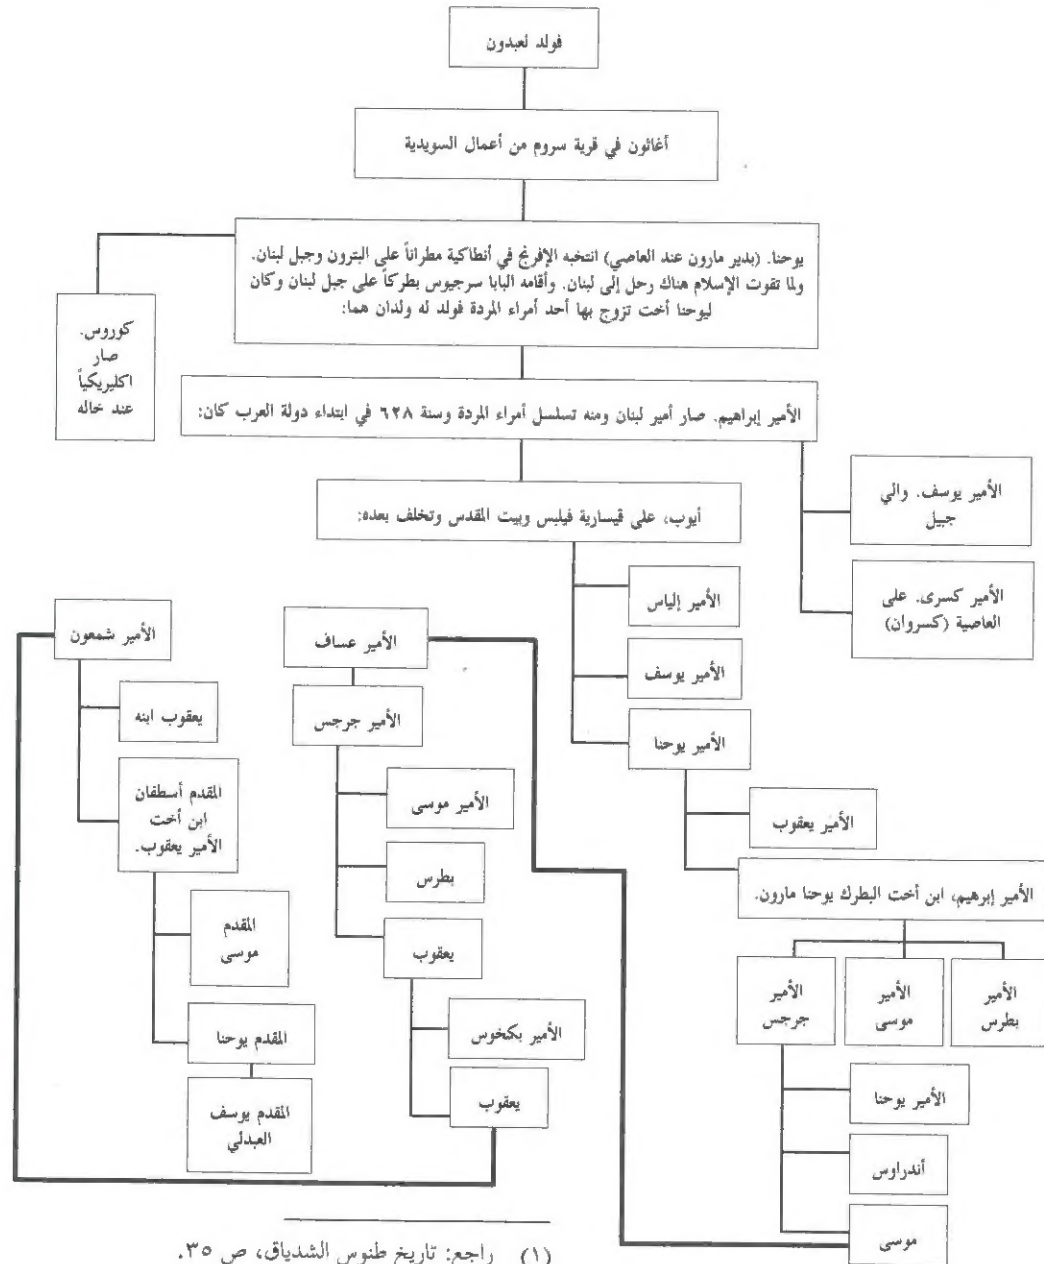 فولد لعبدون
أغاثون في قرية سروم من أعمال السويدية
يوحنا. (بدير مارون عند العاصي) انتخبه الإفرنج في أنطاكية مطراناً على البترون وجبل لبنان.
ولما تقوت الإسلام هناك رحل إلى لبنان. وأقامه البابا سرجيوس بطركاً على جبل لبنان وكان
ليوحنا أخت تزوج بها أحد أمراء المردة فولد له ولدان هما:
كوروس.
صار
اكليريكياً
عند خاله
الأمير إبراهيم. صار أمير لبنان ومنه تسلسل أمراء المردة وسنة ٦٢٨ في ابتداء دولة العرب كان:
الأمير يوسف. والي
جبيل
الأمير كسرى. على
العاصية (كسروان)
أيوب، على قيسارية فيلبس وبيت المقدس وتخلف بعده:
الأمير إلياس
الأمير يوسف
الأمير يوحنا
الأمير يعقوب
الأمير إبرهيم، ابن أخت البطرك يوحنا مارون.
الأمير
بطرس
الأمير
موسى
الأمير
جرجس
الأمير يوحنا
أندراوس
موسى
الأمير عساف
الأمير جرجس
الأمير موسى
بطرس
يعقوب
الأمير بكنخوس
يعقوب
الأمير شمعون
يعقوب ابنه
المقدم أسطفان
ابن أخت
الأمير يعقوب.
المقدم
موسى
المقدم يوحنا
المقدم يوسف
العبدلي
(١) راجع: تاريخ طنوس الشدياق، ص ٣٥.